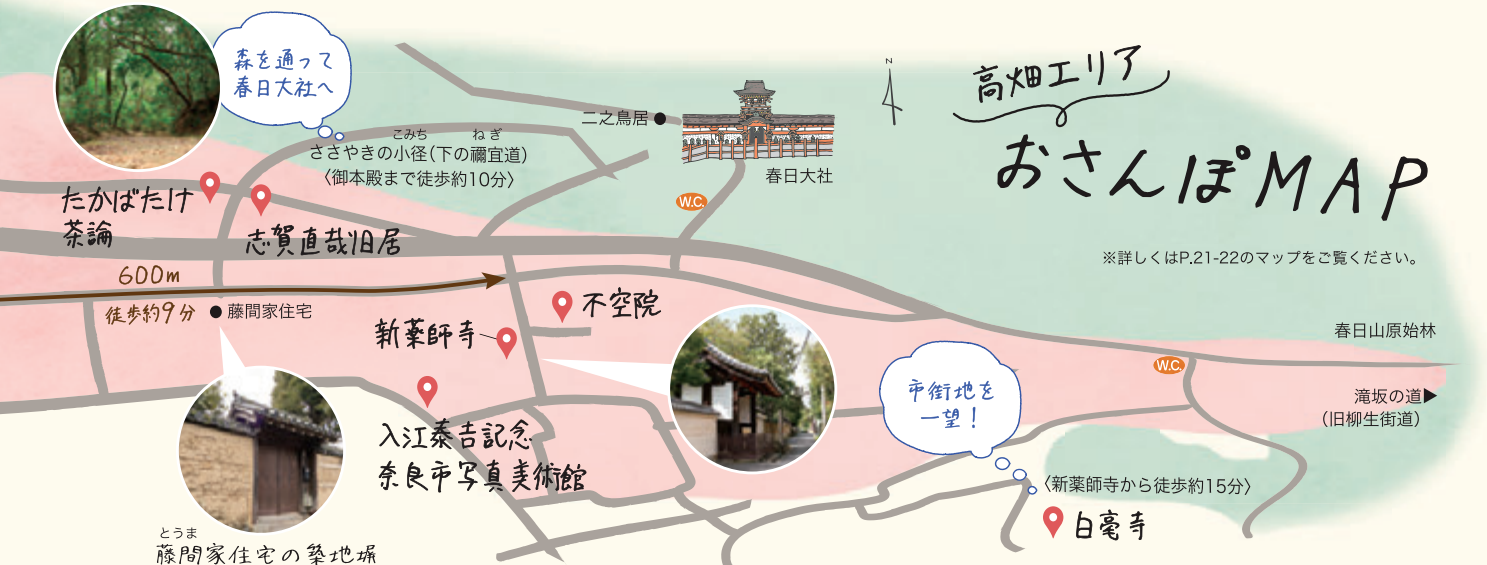 森を通って
春日大社へ
N
高畑エリア
おさんぽMAP
※詳しくはP.21-22のマップをご覧ください。
二之鳥居
春日大社
W.C.
こみち ねぎ
ささやきの小径(下の禰宜道)
〈御本殿まで徒歩約10分〉
たかばたけ
茶論
志賀直哉旧居
600m
徒歩約9分
藤間家住宅
不空院
新薬師寺
入江泰吉記念
奈良市写真美術館
とうま
藤間家住宅の築地塀
市街地を
一望!
W.C.
春日山原始林
滝坂の道▶
(旧柳生街道)
〈新薬師寺から徒歩約15分〉
白毫寺